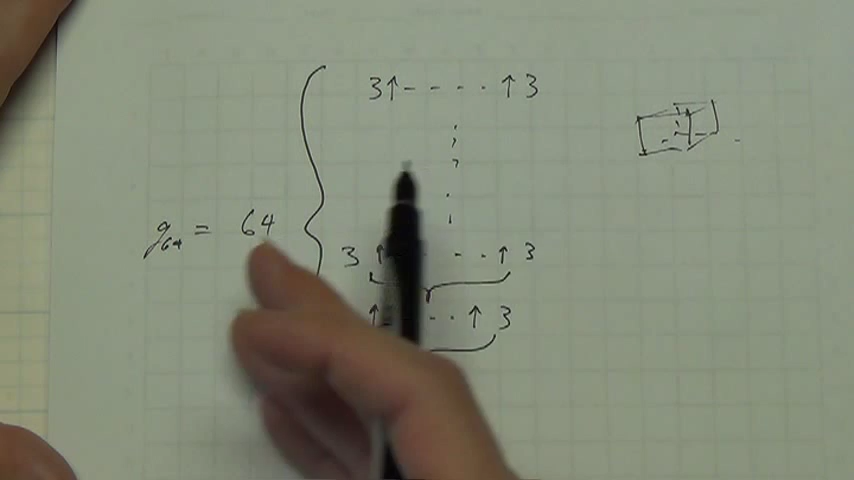 3↑----↑3
g₆₄ = 64
3 ↑ - - - ↑ 3
↑ - - - ↑ 3